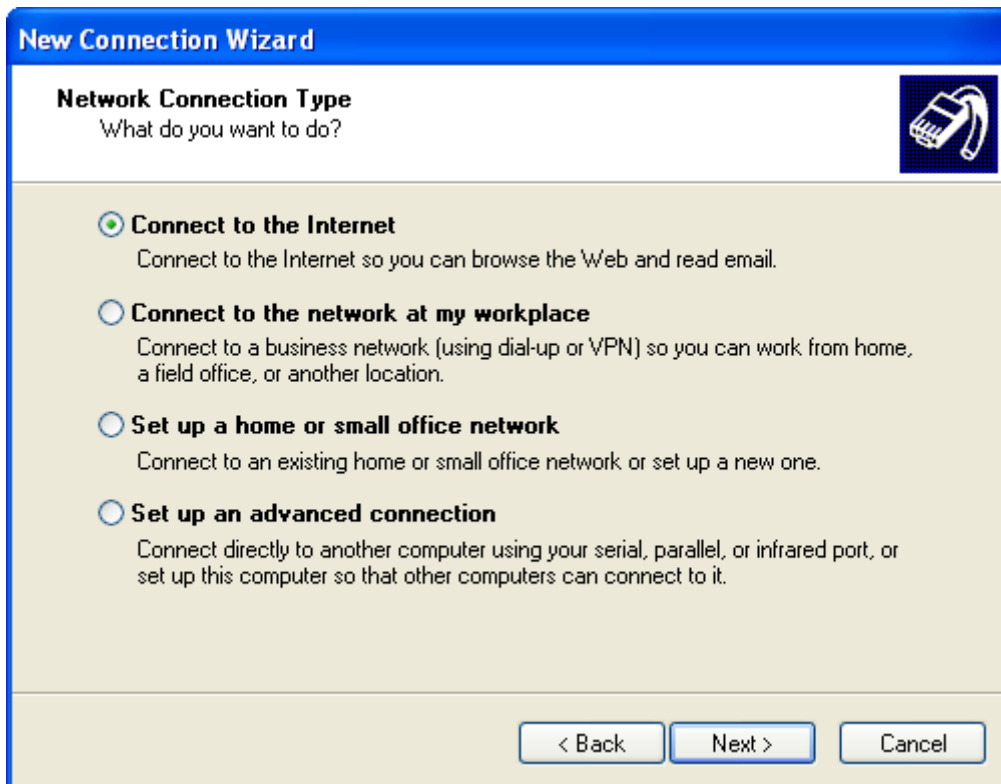 New Connection Wizard
Network Connection Type
What do you want to do?
Connect to the Internet
Connect to the Internet so you can browse the Web and read email.
Connect to the network at my workplace
Connect to a business network (using dial-up or VPN) so you can work from home,
a field office, or another location.
Set up a home or small office network
Connect to an existing home or small office network or set up a new one.
Set up an advanced connection
Connect directly to another computer using your serial, parallel, or infrared port, or
set up this computer so that other computers can connect to it.
< Back Next > Cancel